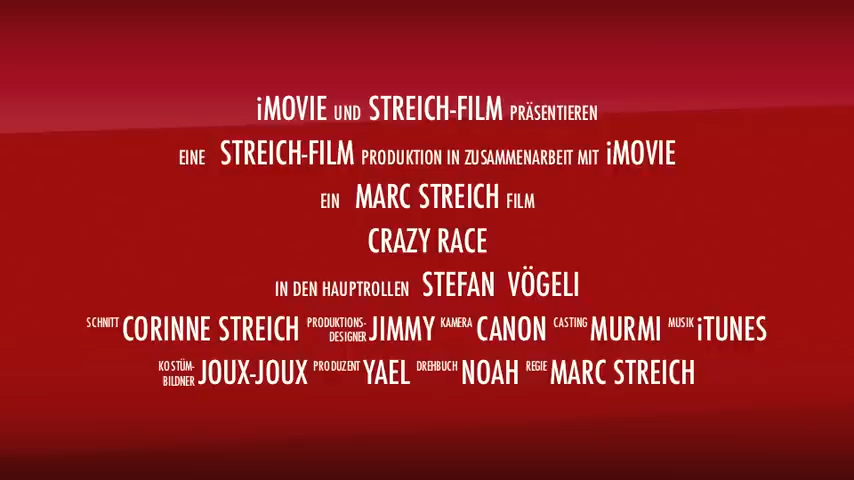 iMOVIE UND STREICH-FILM PRÄSENTIEREN
EINE STREICH-FILM PRODUKTION IN ZUSAMMENARBEIT MIT iMOVIE
EIN MARC STREICH FILM
CRAZY RACE
IN DEN HAUPTROLLEN STEFAN VÖGELI
SCHNITT CORINNE STREICH PRODUKTIONS-DESIGNER JIMMY KAMERA CANON CASTING MURMI MUSIK iTUNES
KOSTÜM-BILDNER JOUX-JOUX PRODUZENT YAEL DREHBUCH NOAH REGIE MARC STREICH